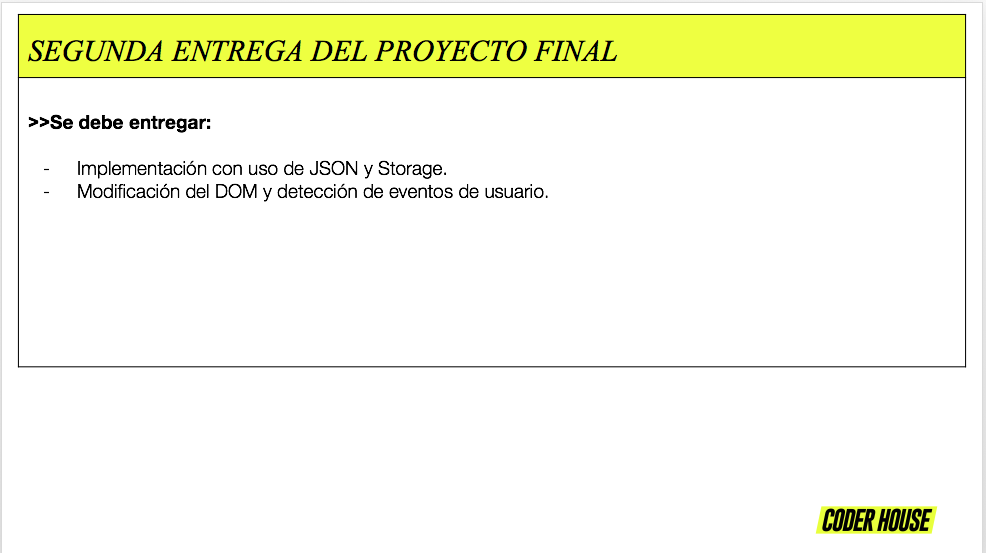 SEGUNDA ENTREGA DEL PROYECTO FINAL
>>Se debe entregar:
- Implementación con uso de JSON y Storage.
- Modificación del DOM y detección de eventos de usuario.
CODER HOUSE